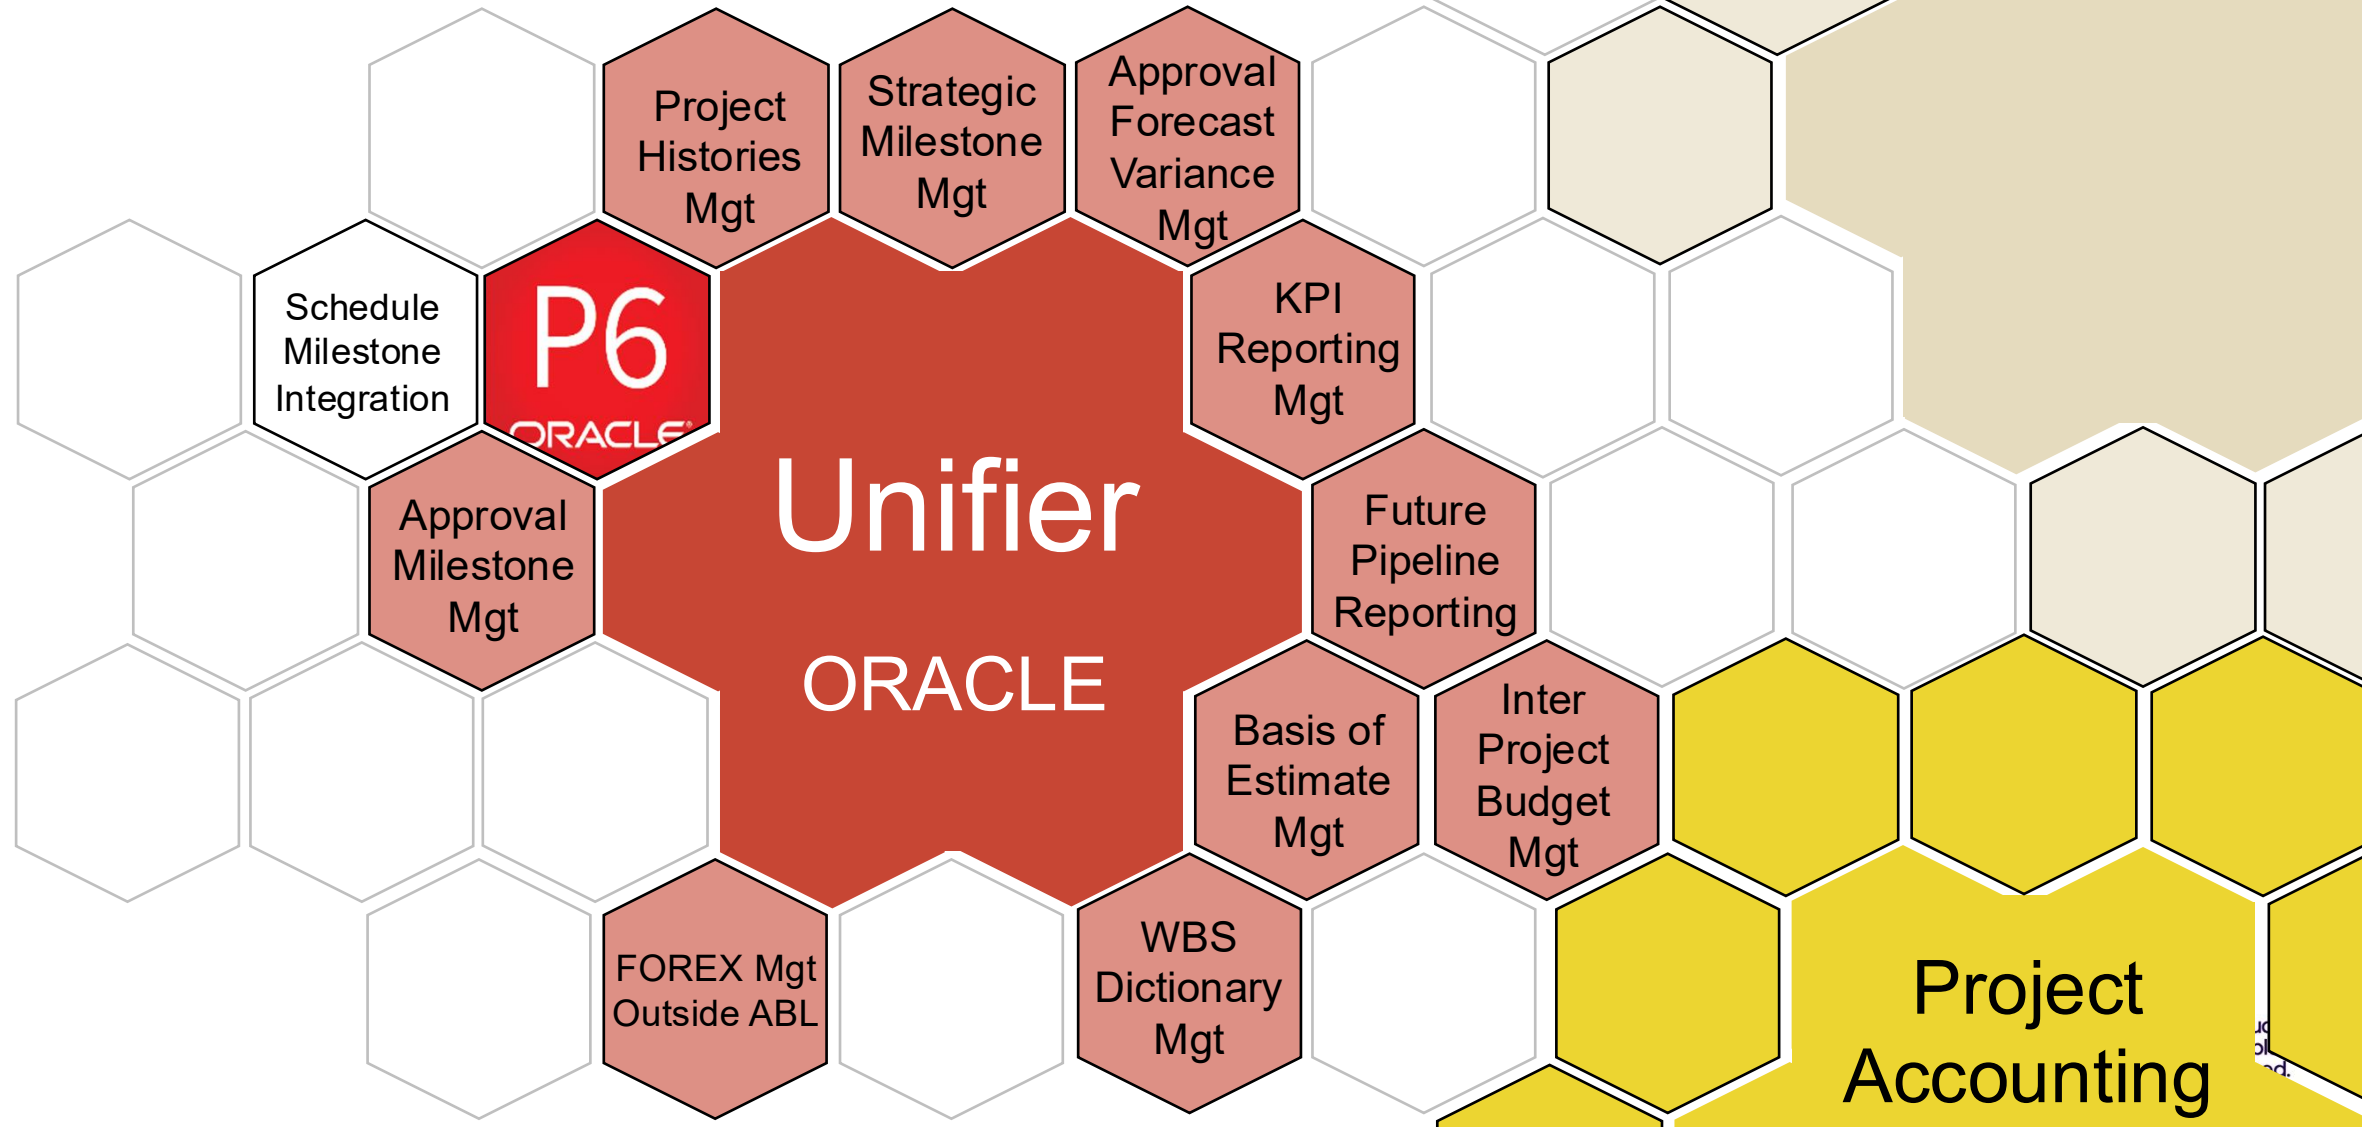 Project
Histories
Mgt
Strategic
Milestone
Mgt
Approval
Forecast
Variance
Mgt
Schedule
Milestone
Integration
P6
ORACLE
KPI
Reporting
Mgt
Approval
Milestone
Mgt
Unifier
ORACLE
Future
Pipeline
Reporting
Basis of
Estimate
Mgt
Inter
Project
Budget
Mgt
FOREX Mgt
Outside ABL
WBS
Dictionary
Mgt
Project
Accounting